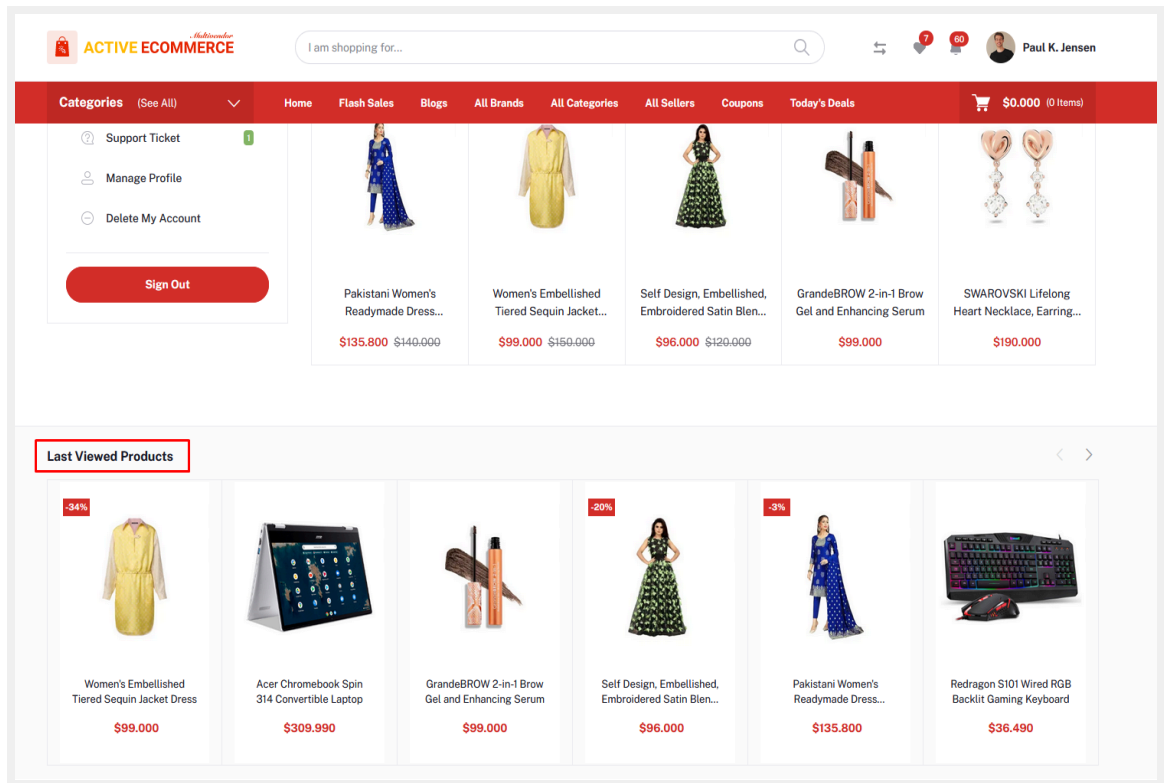 Multivendor
ACTIVE ECOMMERCE
I am shopping for...
7
60
Paul K. Jensen
Categories (See All)
Home Flash Sales Blogs All Brands All Categories All Sellers Coupons Today's Deals
$0.000 (0 Items)
Support Ticket 1
Manage Profile
Delete My Account
Sign Out
Pakistani Women's
Readymade Dress...
$135.800 $140.000
Women's Embellished
Tiered Sequin Jacket...
$99.000 $150.000
Self Design, Embellished,
Embroidered Satin Blen...
$96.000 $120.000
GrandeBROW 2-in-1 Brow
Gel and Enhancing Serum
$99.000
SWAROVSKI Lifelong
Heart Necklace, Earring...
$190.000
Last Viewed Products
-34%
Women's Embellished
Tiered Sequin Jacket Dress
$99.000
Acer Chromebook Spin
314 Convertible Laptop
$309.990
GrandeBROW 2-in-1 Brow
Gel and Enhancing Serum
$99.000
-20%
Self Design, Embellished,
Embroidered Satin Blen...
$96.000
-3%
Pakistani Women's
Readymade Dress...
$135.800
Redragon S101 Wired RGB
Backlit Gaming Keyboard
$36.490